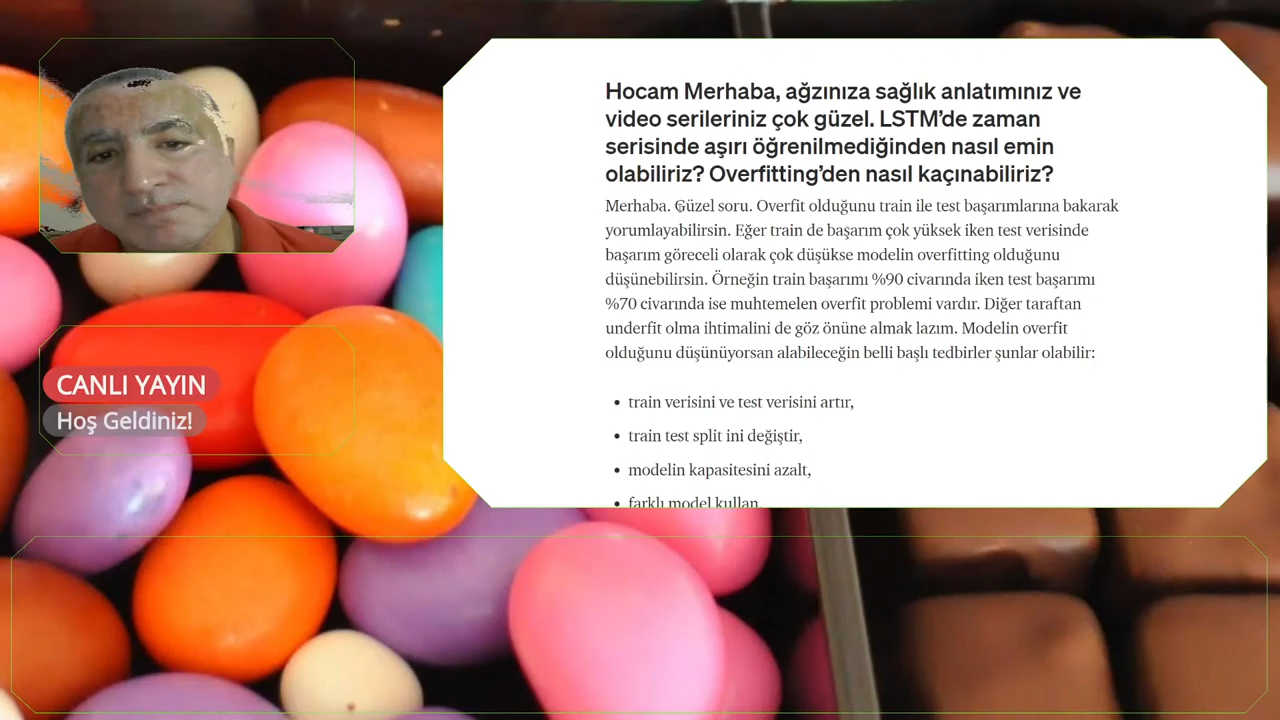 Hocam Merhaba, ağzınıza sağlık anlatımınız ve
video serileriniz çok güzel. LSTM’de zaman
serisinde aşırı öğrenilmediğinden nasıl emin
olabiliriz? Overfitting’den nasıl kaçınabiliriz?
Merhaba. Güzel soru. Overfit olduğunu train ile test başarımlarına bakarak
yorumlayabilirsin. Eğer train de başarım çok yüksek iken test verisinde
başarım göreceli olarak çok düşükse modelin overfitting olduğunu
düşünebilirsin. Örneğin train başarımı %90 civarında iken test başarımı
%70 civarında ise muhtemelen overfit problemi vardır. Diğer taraftan
underfit olma ihtimalini de göz önüne almak lazım. Modelin overfit
olduğunu düşünüyorsan alabileceğin belli başlı tedbirler şunlar olabilir:
• train verisini ve test verisini artır,
• train test split ini değiştir,
• modelin kapasitesini azalt,
• farklı model kullan
CANLI YAYIN
Hoş Geldiniz!